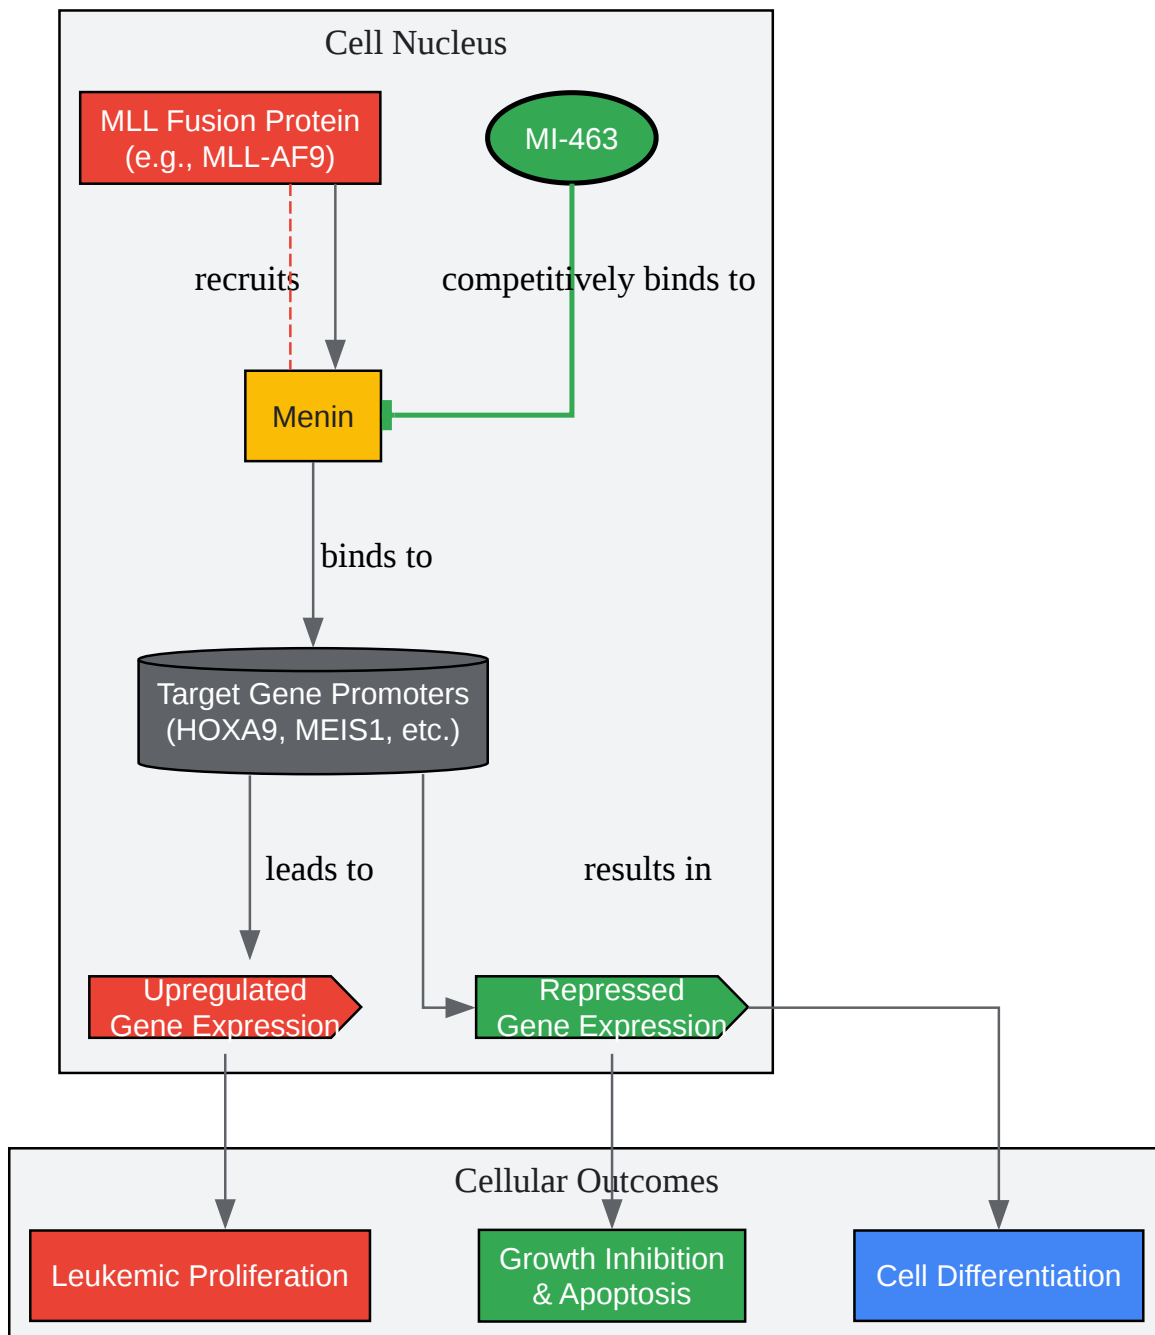 Cell Nucleus
MLL Fusion Protein
(e.g., MLL-AF9)
MI-463
recruits
competitively binds to
Menin
binds to
Target Gene Promoters
(HOXA9, MEIS1, etc.)
leads to
results in
Upregulated
Gene Expression
Repressed
Gene Expression
Cellular Outcomes
Leukemic Proliferation
Growth Inhibition
& Apoptosis
Cell Differentiation